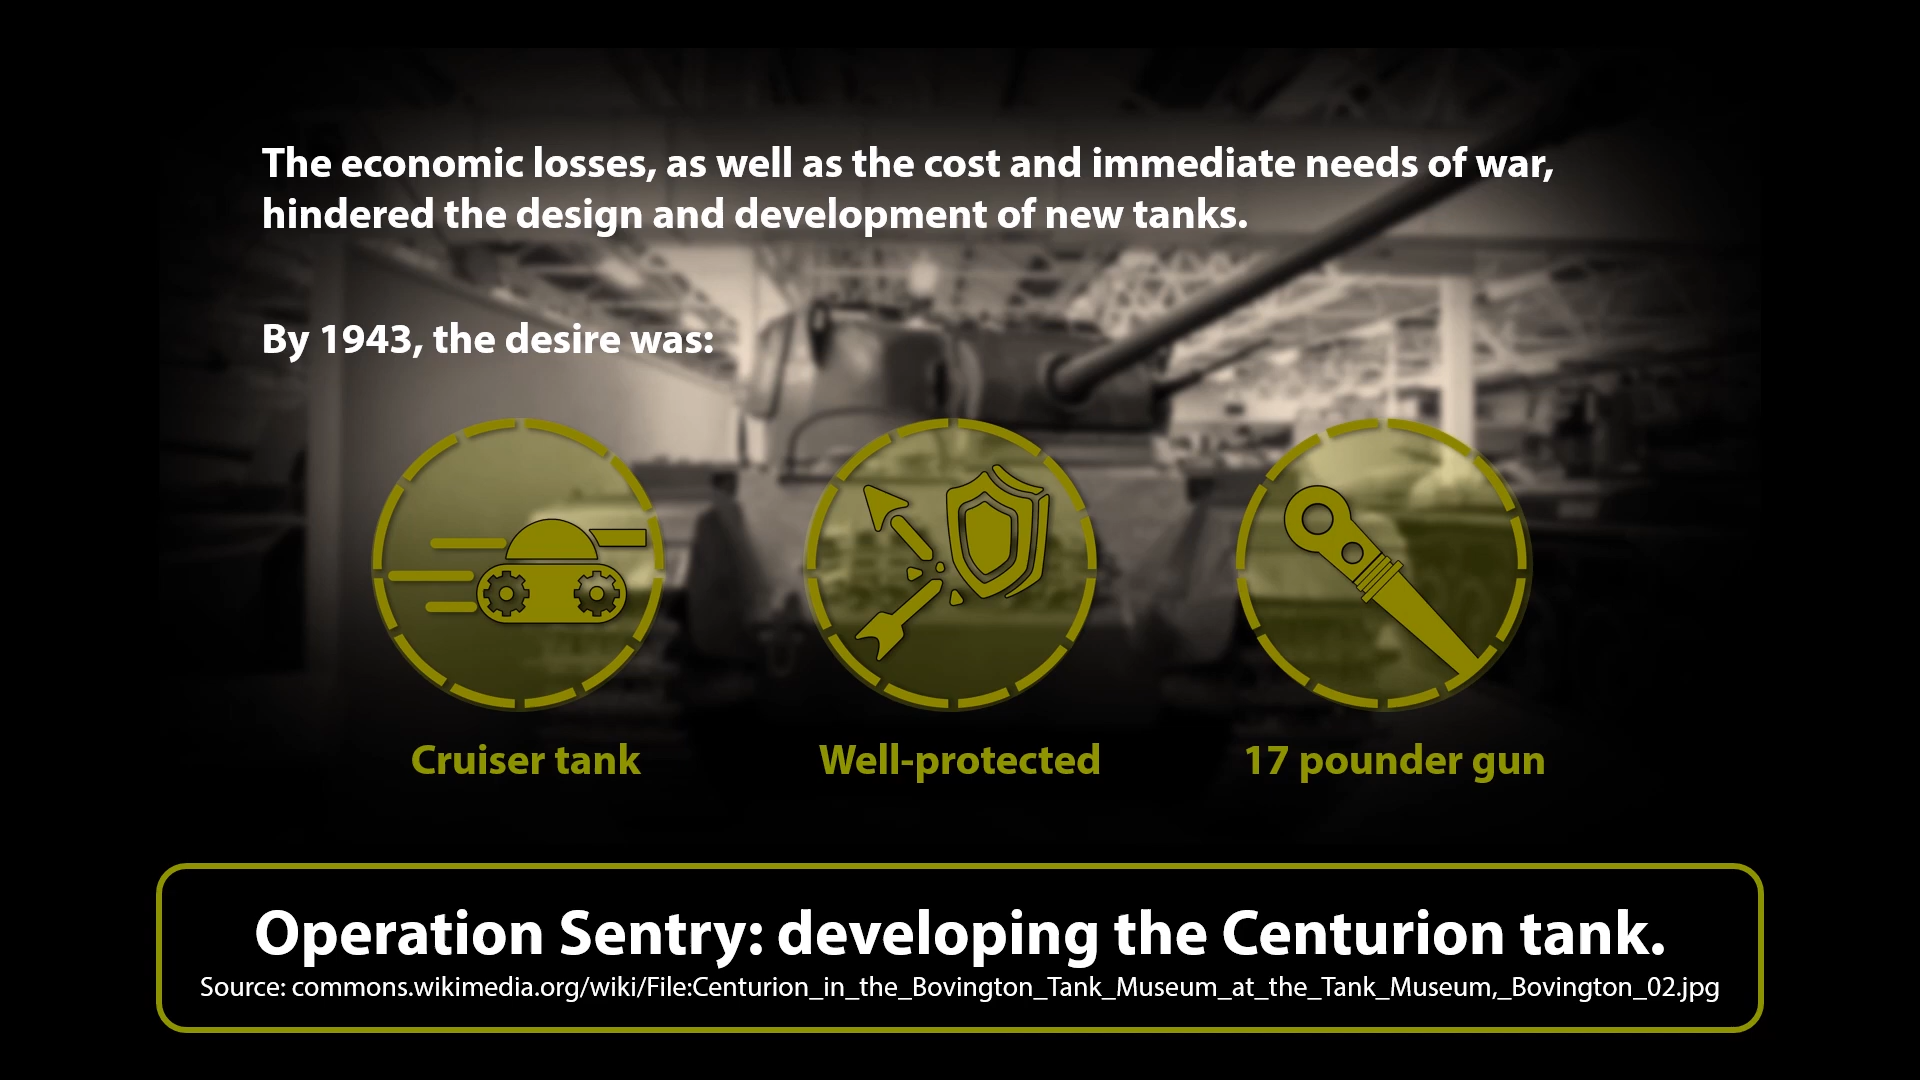 The economic losses, as well as the cost and immediate needs of war,
hindered the design and development of new tanks.
By 1943, the desire was:
Cruiser tank
Well-protected
17 pounder gun
Operation Sentry: developing the Centurion tank.
Source: commons.wikimedia.org/wiki/File:Centurion_in_the_Bovington_Tank_Museum_at_the_Tank_Museum,_Bovington_02.jpg